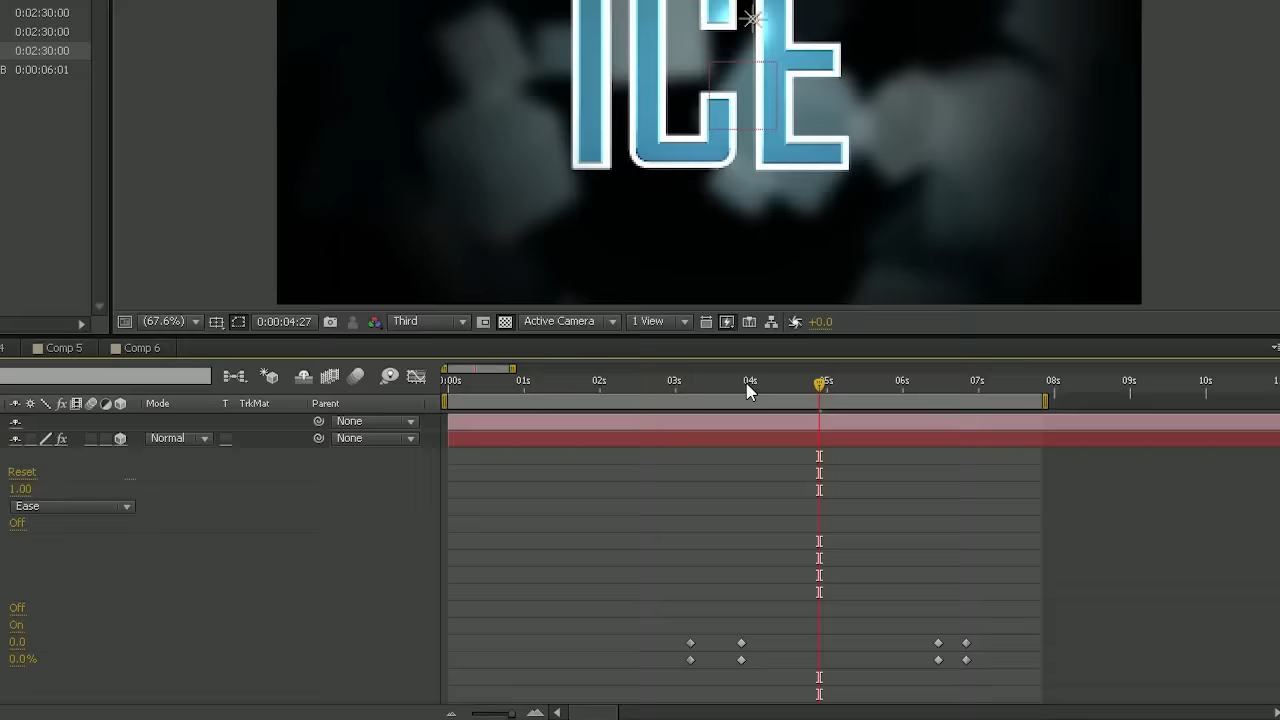 0:02:30:00
0:02:30:00
0:02:30:00
B 0:00:06:01
ICE
(67.6%) 0:00:04:27 Third Active Camera 1 View +0.0
4 Comp 5 Comp 6
0:00s 01s 02s 03s 04s 05s 06s 07s 08s 09s 10s
fx Mode T TrkMat Parent
None
fx Normal None
Reset
1.00
Ease
Off
Off
On
0.0
0.0%